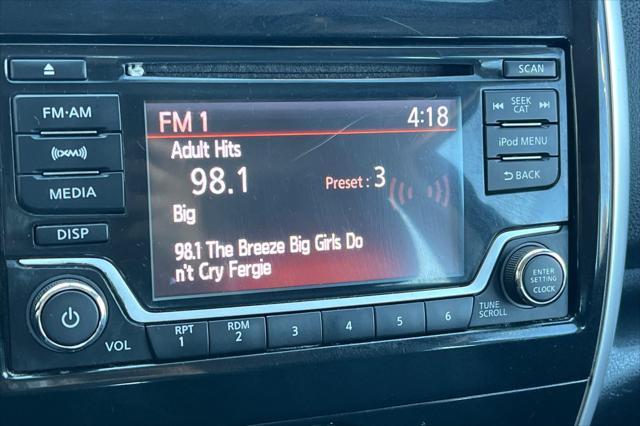 SCAN
FM·AM
SEEK
CAT
XM
iPod MENU
MEDIA
BACK
DISP
FM 1
4:18
Adult Hits
98.1
Preset : 3
Big
98.1 The Breeze Big Girls Do
n't Cry Fergie
ENTER
SETTING
CLOCK
VOL
RPT
1
RDM
2
3
4
5
6
TUNE
SCROLL